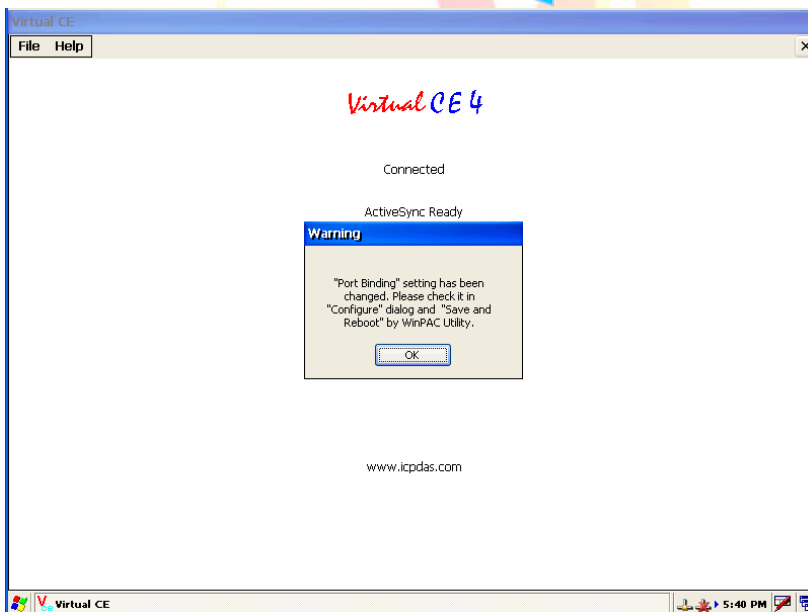 Virtual CE
File Help
Virtual CE 4
Connected
ActiveSync Ready
Warning
"Port Binding" setting has been
changed. Please check it in
"Configure" dialog and "Save and
Reboot" by WinPAC Utility.
OK
www.icpdas.com
Virtual CE 5:40 PM